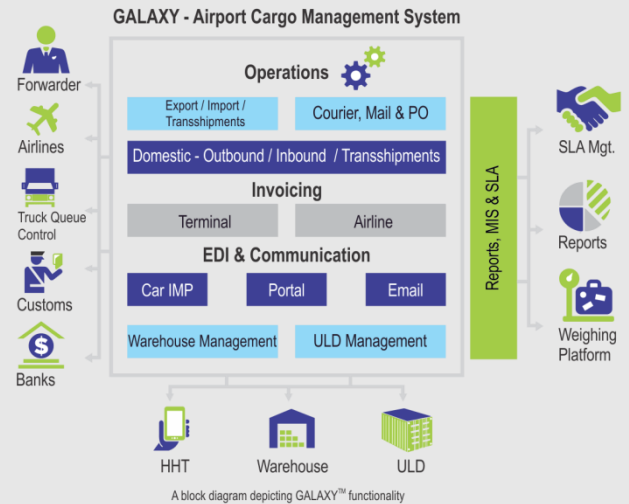 GALAXY - Airport Cargo Management System
Forwarder
Airlines
Truck Queue
Control
Customs
$
Banks
Operations
Export / Import /
Transshipments
Courier, Mail & PO
Domestic - Outbound / Inbound / Transshipments
Invoicing
Terminal
Airline
EDI & Communication
Car IMP
Portal
Email
Warehouse Management
ULD Management
Reports, MIS & SLA
SLA Mgt.
Reports
Weighing
Platform
HHT
Warehouse
ULD
A block diagram depicting GALAXY™ functionality